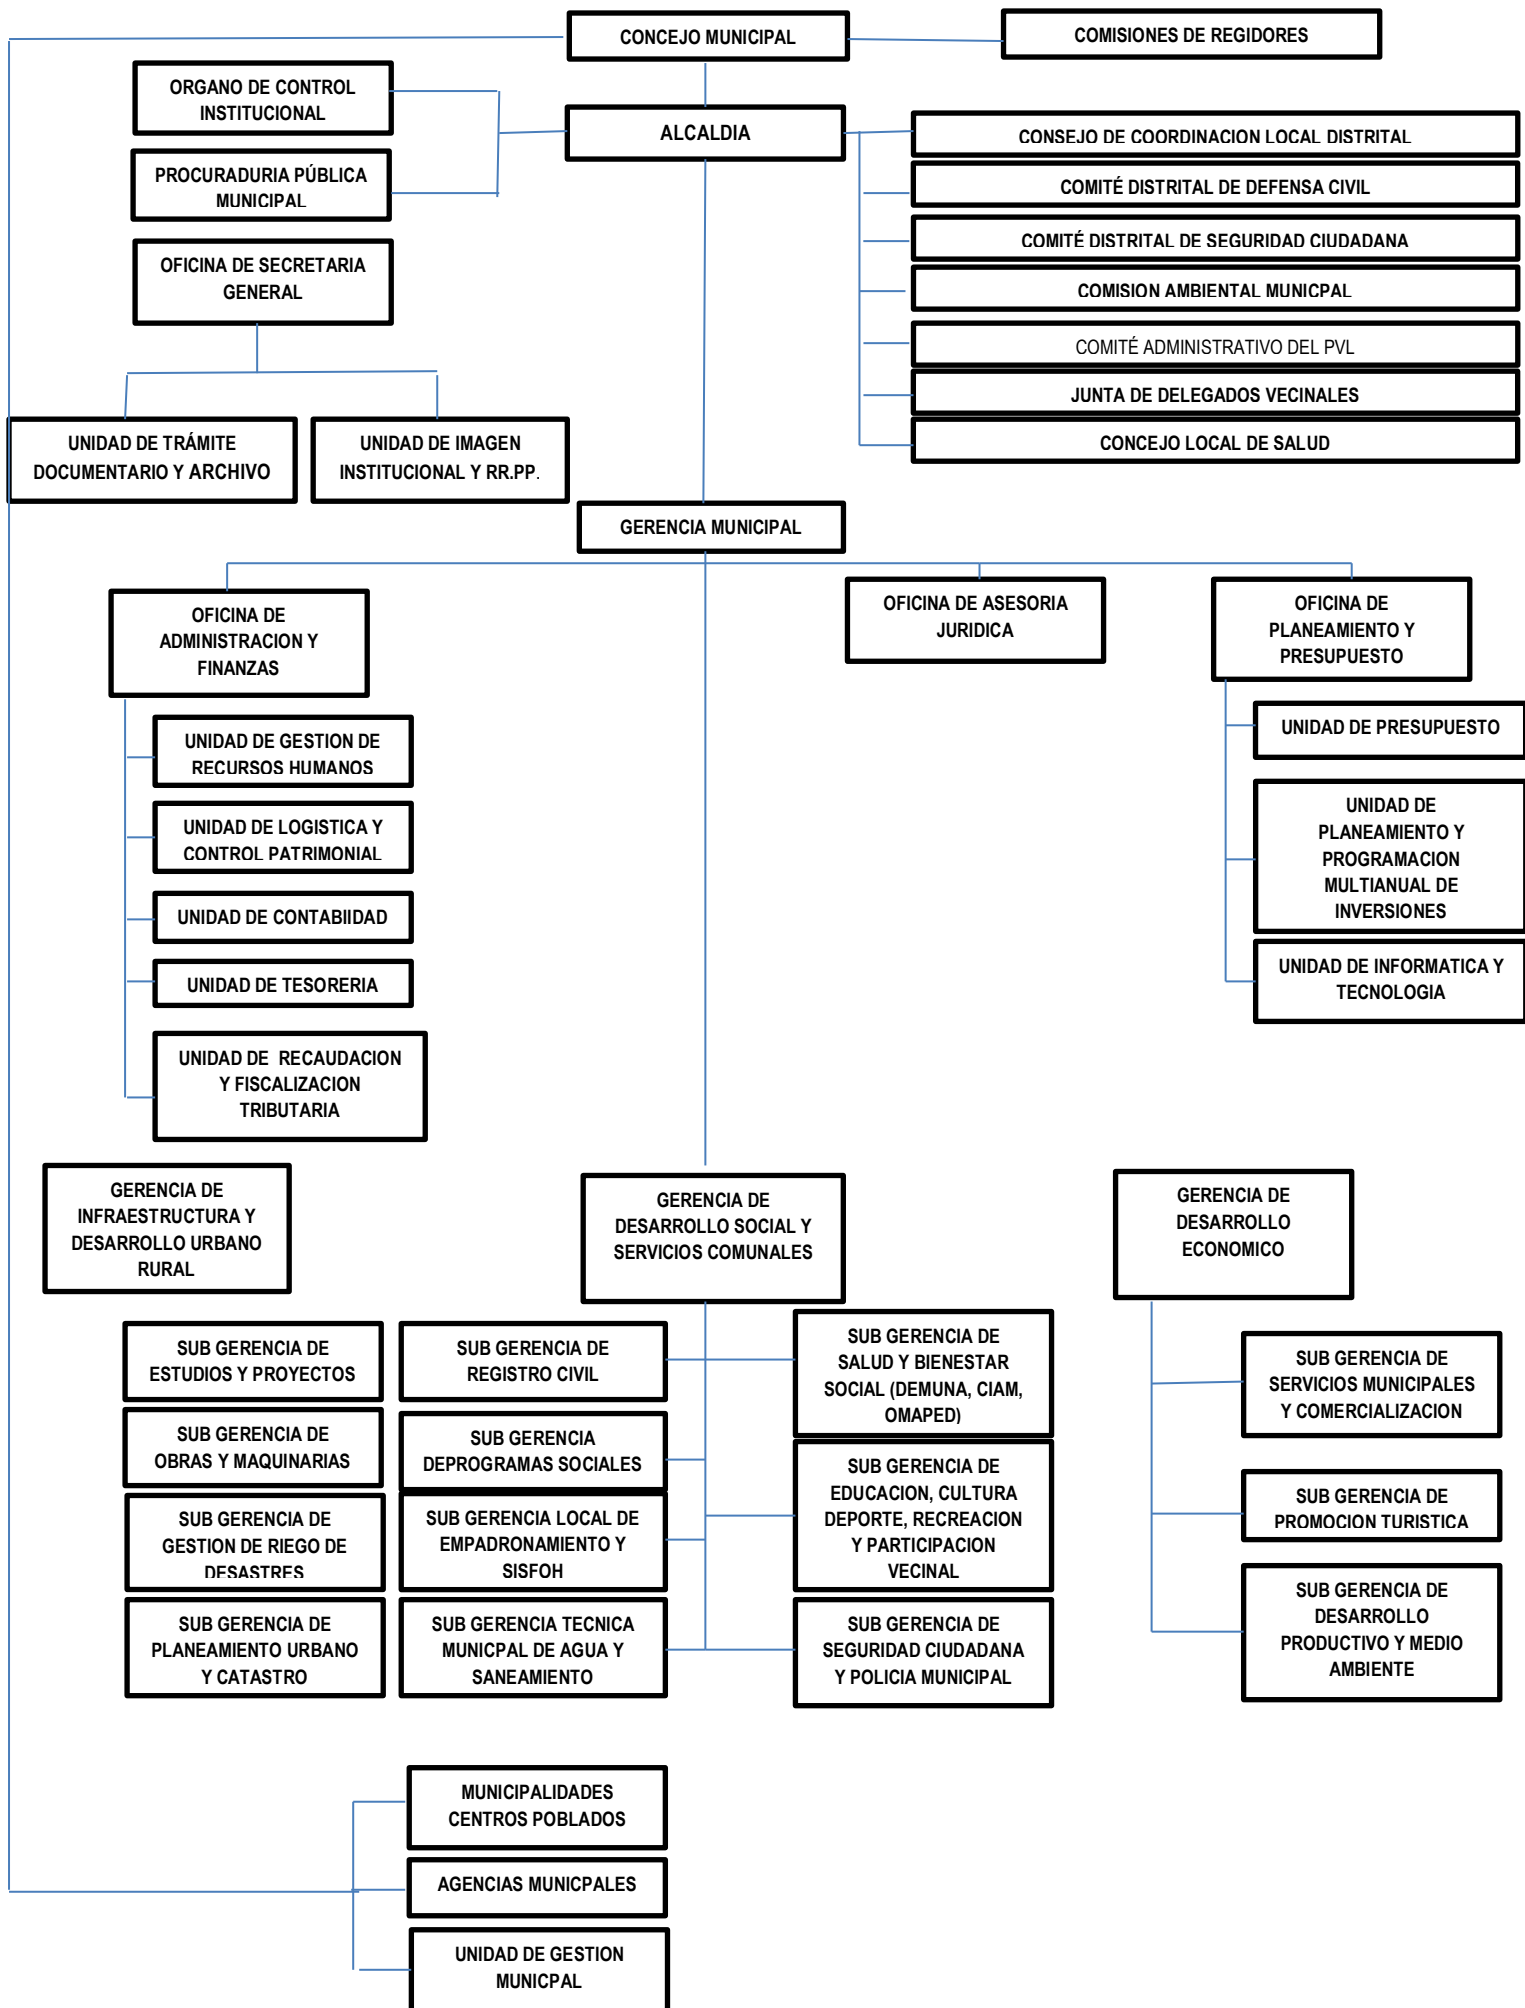 CONCEJO MUNICIPAL
COMISIONES DE REGIDORES
ORGANO DE CONTROL
INSTITUCIONAL
ALCALDIA
CONSEJO DE COORDINACION LOCAL DISTRITAL
PROCURADURIA PÚBLICA
MUNICIPAL
COMITÉ DISTRITAL DE DEFENSA CIVIL
COMITÉ DISTRITAL DE SEGURIDAD CIUDADANA
OFICINA DE SECRETARIA
GENERAL
COMISION AMBIENTAL MUNICPAL
COMITÉ ADMINISTRATIVO DEL PVL
JUNTA DE DELEGADOS VECINALES
CONCEJO LOCAL DE SALUD
UNIDAD DE TRÁMITE
DOCUMENTARIO Y ARCHIVO
UNIDAD DE IMAGEN
INSTITUCIONAL Y RR.PP.
GERENCIA MUNICIPAL
OFICINA DE
ADMINISTRACION Y
FINANZAS
OFICINA DE ASESORIA
JURIDICA
OFICINA DE
PLANEAMIENTO Y
PRESUPUESTO
UNIDAD DE GESTION DE
RECURSOS HUMANOS
UNIDAD DE LOGISTICA Y
CONTROL PATRIMONIAL
UNIDAD DE CONTABIIDAD
UNIDAD DE TESORERIA
UNIDAD DE  RECAUDACION
Y FISCALIZACION
TRIBUTARIA
UNIDAD DE PRESUPUESTO
UNIDAD DE
PLANEAMIENTO Y
PROGRAMACION
MULTIANUAL DE
INVERSIONES
UNIDAD DE INFORMATICA Y
TECNOLOGIA
GERENCIA DE
INFRAESTRUCTURA Y
DESARROLLO URBANO
RURAL
GERENCIA DE
DESARROLLO SOCIAL Y
SERVICIOS COMUNALES
GERENCIA DE
DESARROLLO
ECONOMICO
SUB GERENCIA DE
ESTUDIOS Y PROYECTOS
SUB GERENCIA DE
OBRAS Y MAQUINARIAS
SUB GERENCIA DE
GESTION DE RIEGO DE
DESASTRES
SUB GERENCIA DE
PLANEAMIENTO URBANO
Y CATASTRO
SUB GERENCIA DE
REGISTRO CIVIL
SUB GERENCIA
DEPROGRAMAS SOCIALES
SUB GERENCIA LOCAL DE
EMPADRONAMIENTO Y
SISFOH
SUB GERENCIA TECNICA
MUNICPAL DE AGUA Y
SANEAMIENTO
SUB GERENCIA DE
SALUD Y BIENESTAR
SOCIAL (DEMUNA, CIAM,
OMAPED)
SUB GERENCIA DE
EDUCACION, CULTURA
DEPORTE, RECREACION
Y PARTICIPACION
VECINAL
SUB GERENCIA DE
SEGURIDAD CIUDADANA
Y POLICIA MUNICIPAL
SUB GERENCIA DE
SERVICIOS MUNICIPALES
Y COMERCIALIZACION
SUB GERENCIA DE
PROMOCION TURISTICA
SUB GERENCIA DE
DESARROLLO
PRODUCTIVO Y MEDIO
AMBIENTE
MUNICIPALIDADES
CENTROS POBLADOS
AGENCIAS MUNICPALES
UNIDAD DE GESTION
MUNICPAL